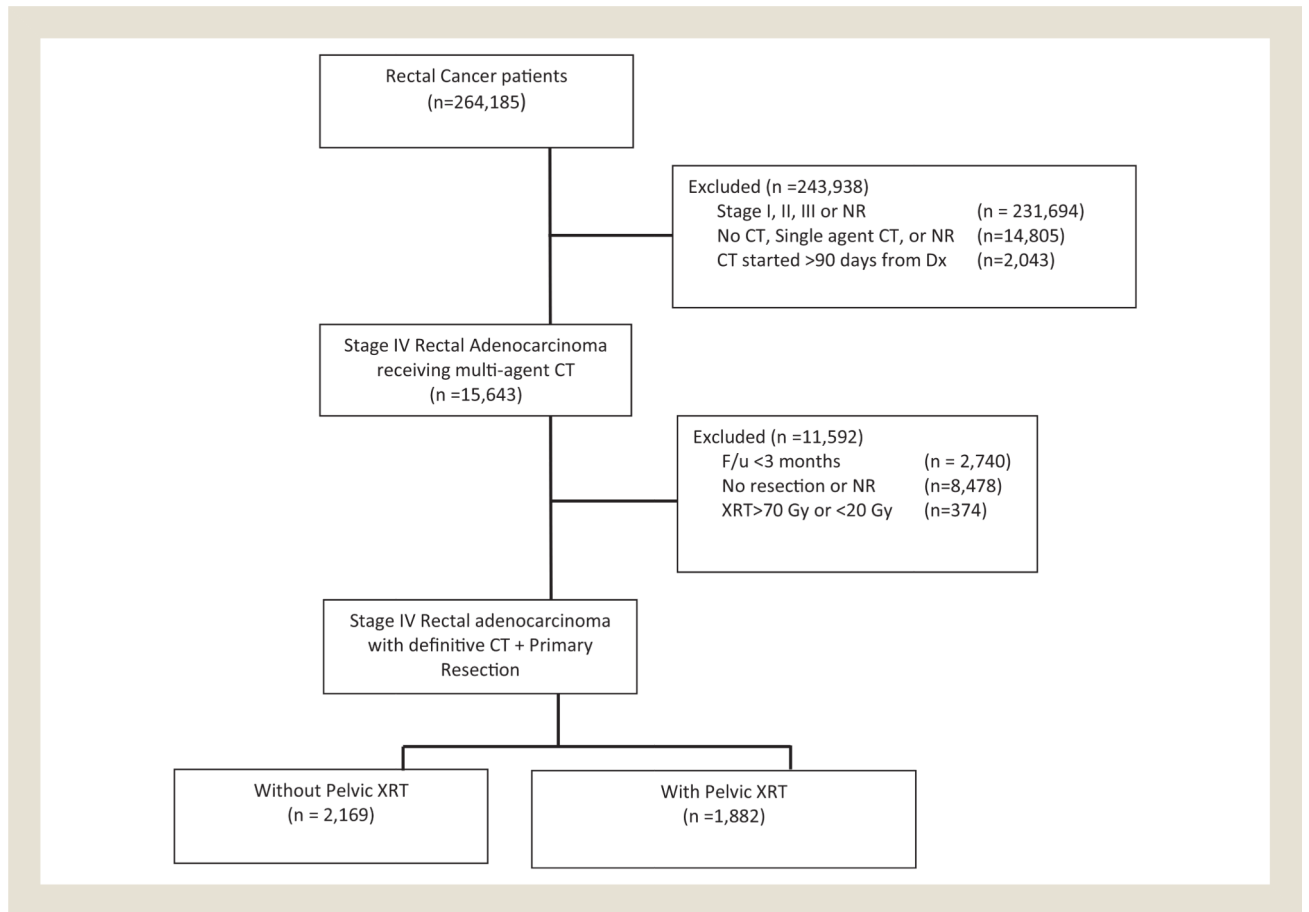 Rectal Cancer patients
(n=264,185)
Excluded (n =243,938)
Stage I, II, III or NR (n = 231,694)
No CT, Single agent CT, or NR (n=14,805)
CT started >90 days from Dx (n=2,043)
Stage IV Rectal Adenocarcinoma
receiving multi-agent CT
(n =15,643)
Excluded (n =11,592)
F/u <3 months (n = 2,740)
No resection or NR (n=8,478)
XRT>70 Gy or <20 Gy (n=374)
Stage IV Rectal adenocarcinoma
with definitive CT + Primary
Resection
Without Pelvic XRT
(n = 2,169)
With Pelvic XRT
(n =1,882)